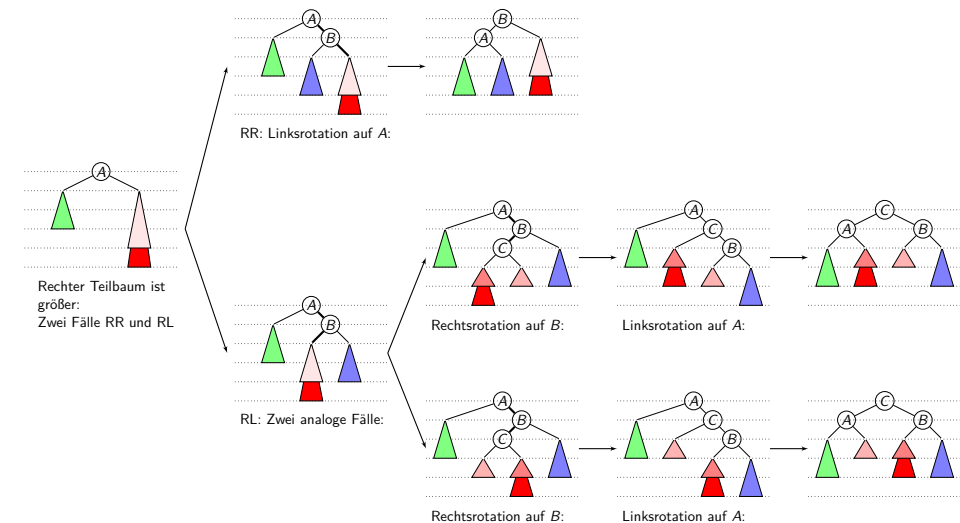 A
B
B
A
RR: Linksrotation auf A:
A
Rechter Teilbaum ist
größer:
Zwei Fälle RR und RL
A
B
C
A
C
B
C
A
B
Rechtsrotation auf B:
Linksrotation auf A:
A
B
RL: Zwei analoge Fälle:
A
B
C
A
C
B
C
A
B
Rechtsrotation auf B:
Linksrotation auf A: